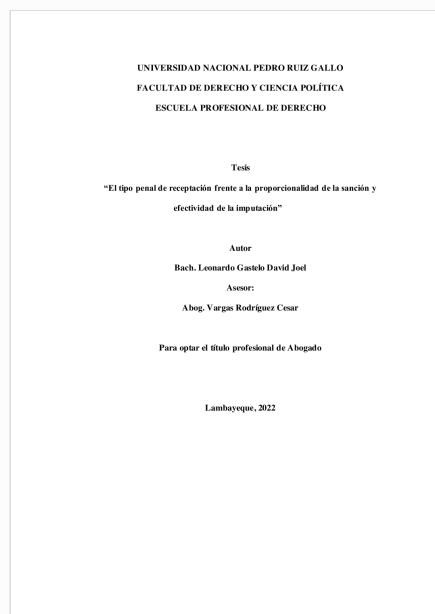 UNIVERSIDAD NACIONAL PEDRO RUIZ GALLO
FACULTAD DE DERECHO Y CIENCIA POLÍTICA
ESCUELA PROFESIONAL DE DERECHO
Tesis
“El tipo penal de receptación frente a la proporcionalidad de la sanción y
efectividad de la imputación”
Autor
Bach. Leonardo Gastelo David Joel
Asesor:
Abog. Vargas Rodríguez Cesar
Para optar el título profesional de Abogado
Lambayeque, 2022